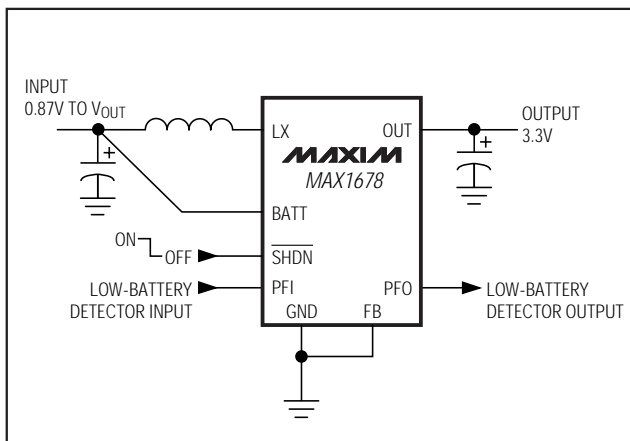 INPUT
0.87V TO VOUT
+
LX
OUT
OUTPUT
3.3V
+
MAXIM
MAX1678
BATT
ON
OFF
SHDN
LOW-BATTERY
DETECTOR INPUT
PFI
PFO
LOW-BATTERY
DETECTOR OUTPUT
GND
FB